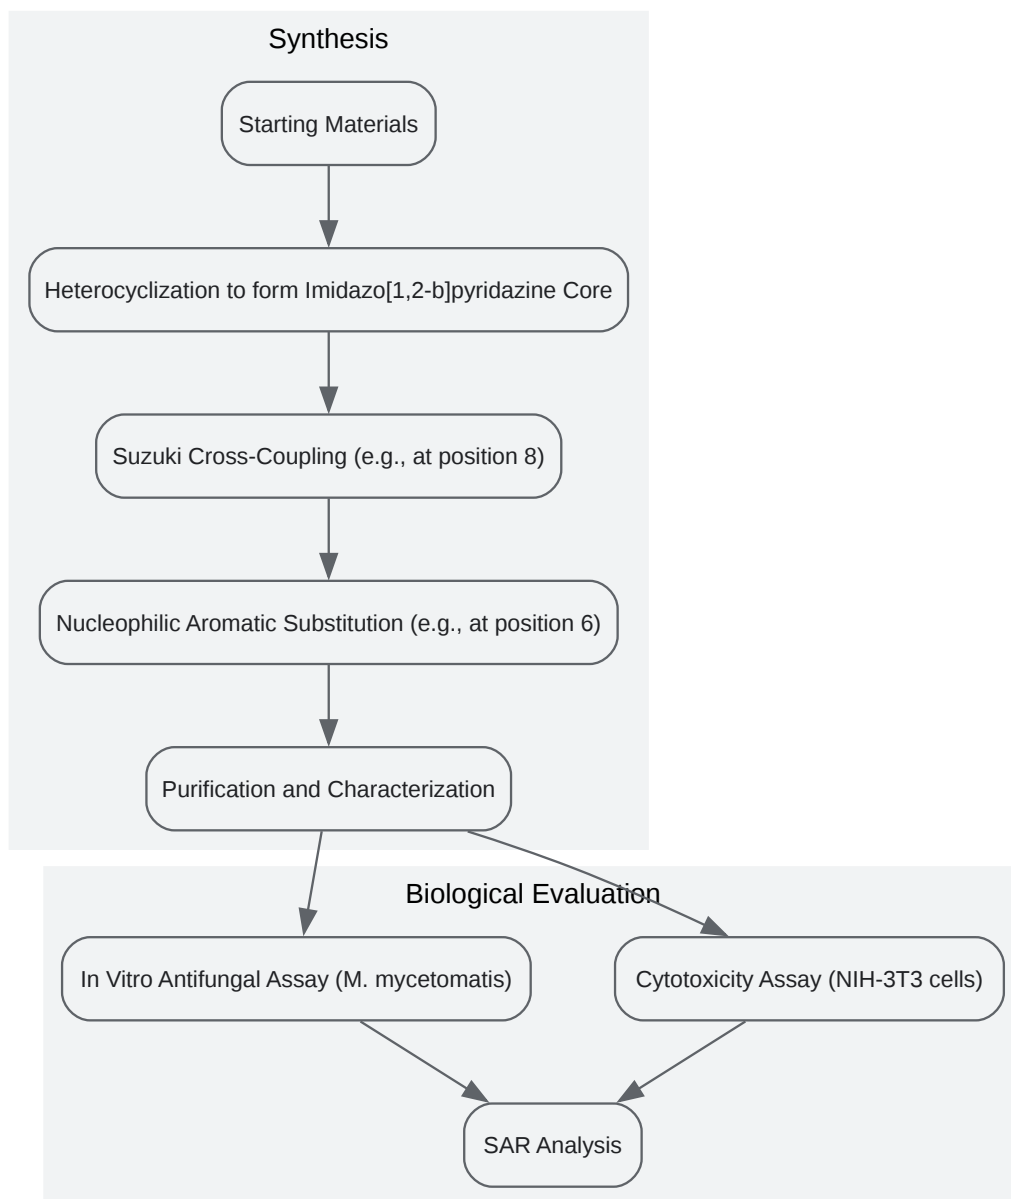 Synthesis
Starting Materials
Heterocyclization to form Imidazo[1,2-b]pyridazine Core
Suzuki Cross-Coupling (e.g., at position 8)
Nucleophilic Aromatic Substitution (e.g., at position 6)
Purification and Characterization
Biological Evaluation
In Vitro Antifungal Assay (M. mycetomatis)
Cytotoxicity Assay (NIH-3T3 cells)
SAR Analysis